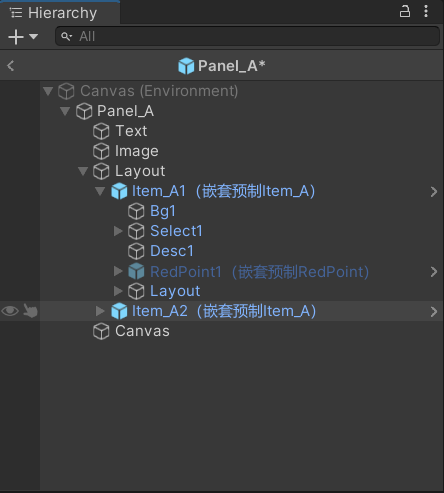 Hierarchy
All
Panel_A*
Canvas (Environment)
Panel_A
Text
Image
Layout
Item_A1（嵌套预制Item_A）
Bg1
Select1
Desc1
RedPoint1（嵌套预制RedPoint）
Layout
Item_A2（嵌套预制Item_A）
Canvas